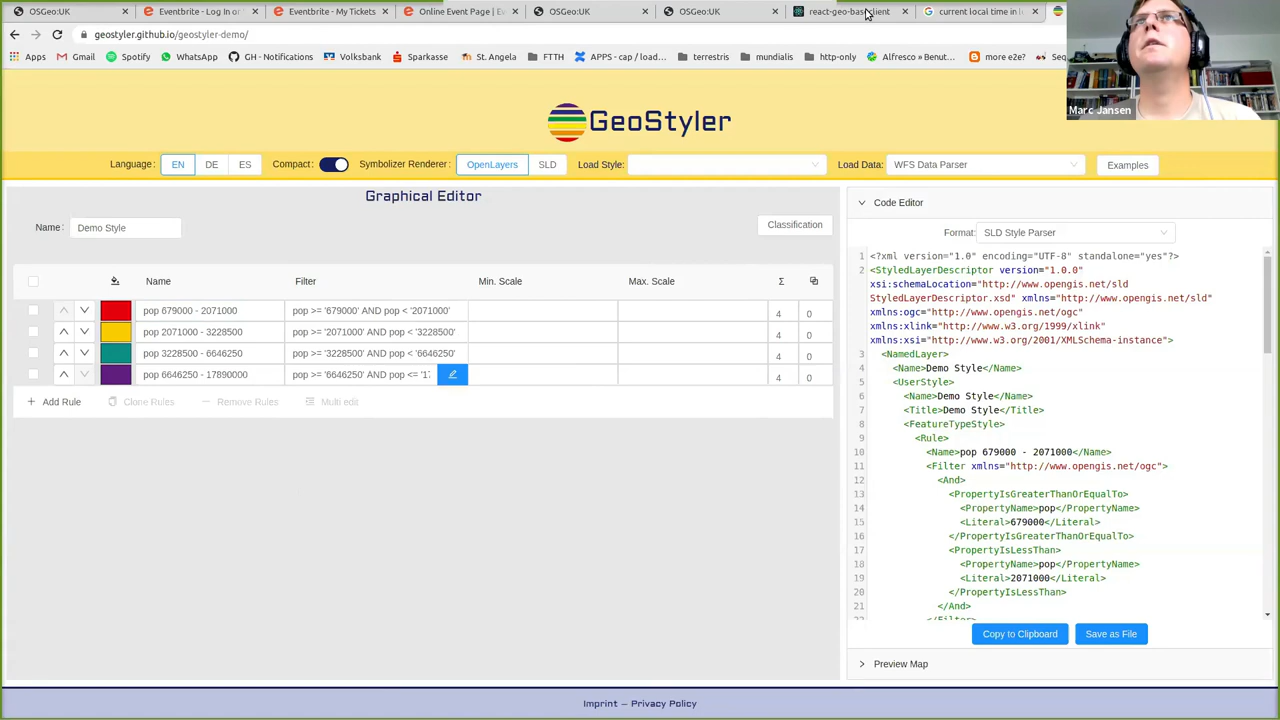 OSGeo:UK × Eventbrite - Log In or × Eventbrite - My Tickets × Online Event Page | Ev × OSGeo:UK × OSGeo:UK × react-geo-baseclient × current local time in lu ×
geostyler.github.io/geostyler-demo/
Apps Gmail Spotify WhatsApp GH - Notifications Volksbank Sparkasse St. Angela FTTH APPS - cap / load... terrestris mundialis http-only Alfresco » Benut... more e2e? Seq
Marc Jansen
GeoStyler
Language: EN DE ES Compact: Symbolizer Renderer: OpenLayers SLD Load Style: Load Data: WFS Data Parser Examples
Graphical Editor
Name: Demo Style
Classification
Name Filter Min. Scale Max. Scale Σ
pop 679000 - 2071000 pop >= '679000' AND pop < '2071000' 4 0
pop 2071000 - 3228500 pop >= '2071000' AND pop < '3228500' 4 0
pop 3228500 - 6646250 pop >= '3228500' AND pop < '6646250' 4 0
pop 6646250 - 17890000 pop >= '6646250' AND pop <= '17 4 0
+ Add Rule Clone Rules Remove Rules Multi edit
Code Editor
Format: SLD Style Parser
1 <?xml version="1.0" encoding="UTF-8" standalone="yes"?>
2 <StyledLayerDescriptor version="1.0.0"
xsi:schemaLocation="http://www.opengis.net/sld
StyledLayerDescriptor.xsd" xmlns="http://www.opengis.net/sld"
xmlns:ogc="http://www.opengis.net/ogc"
xmlns:xlink="http://www.w3.org/1999/xlink"
xmlns:xsi="http://www.w3.org/2001/XMLSchema-instance">
3 <NamedLayer>
4 <Name>Demo Style</Name>
5 <UserStyle>
6 <Name>Demo Style</Name>
7 <Title>Demo Style</Title>
8 <FeatureTypeStyle>
9 <Rule>
10 <Name>pop 679000 - 2071000</Name>
11 <Filter xmlns="http://www.opengis.net/ogc">
12 <And>
13 <PropertyIsGreaterThanOrEqualTo>
14 <PropertyName>pop</PropertyName>
15 <Literal>679000</Literal>
16 </PropertyIsGreaterThanOrEqualTo>
17 <PropertyIsLessThan>
18 <PropertyName>pop</PropertyName>
19 <Literal>2071000</Literal>
20 </PropertyIsLessThan>
21 </And>
22 </Filter>
Copy to Clipboard Save as File
Preview Map
Imprint – Privacy Policy